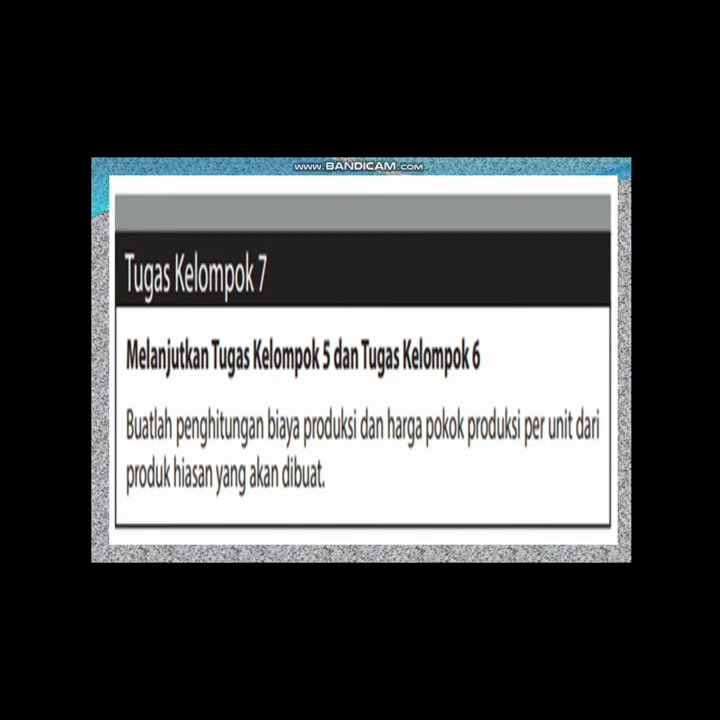 www.BANDICAM.com
Tugas Kelompok 7
Melanjutkan Tugas Kelompok 5 dan Tugas Kelompok 6
Buatlah penghitungan biaya produksi dan harga pokok produksi per unit dari
produk hiasan yang akan dibuat.